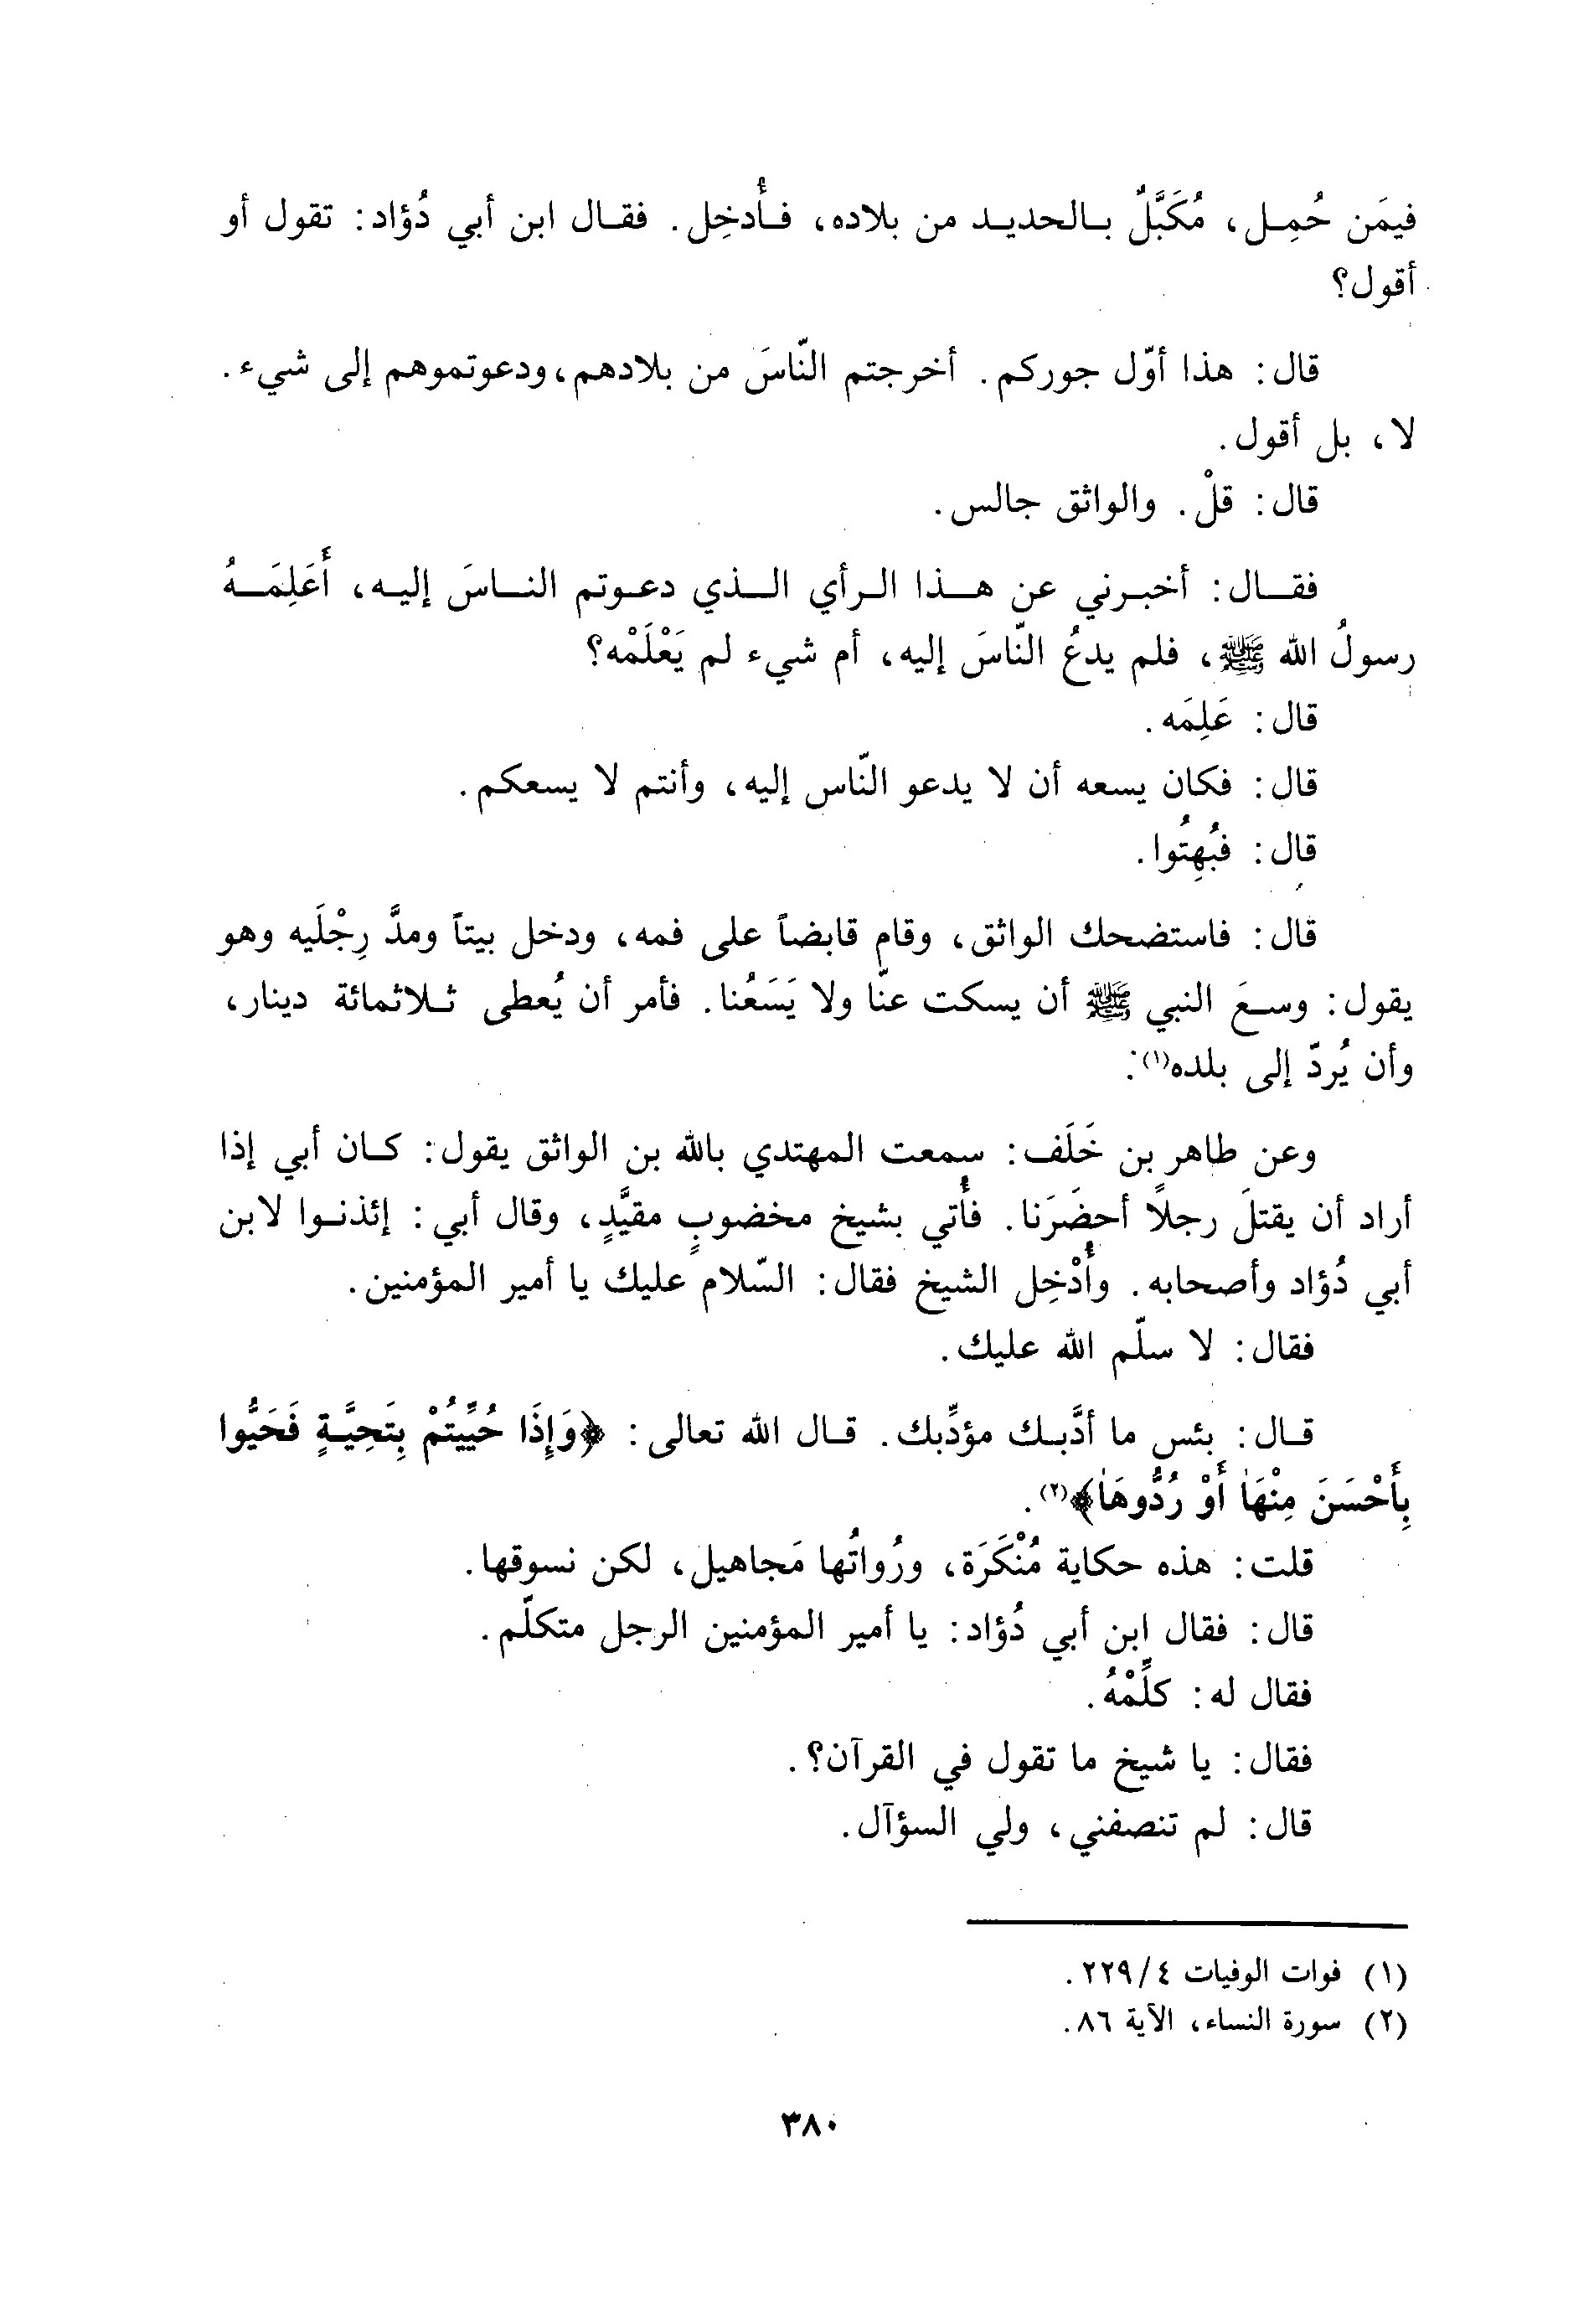 فيمَن حُمِل، مُكَبَّلٌ بالحديد من بلاده، فأُدخِل. فقال ابن أبي دُؤاد: تقول أو
أقول؟
قال: هذا أوّل جوركم. أخرجتم النّاسَ من بلادهم، ودعوتموهم إلى شيء.
لا، بل أقول.
قال: قلْ. والواثق جالس.
فقال: أخبرني عن هذا الرأي الذي دعوتم الناسَ إليه، أَعَلِمَهُ
رسولُ الله ﷺ، فلم يدعُ النّاسَ إليه، أم شيء لم يَعْلَمْه؟
قال: عَلِمَه.
قال: فكان يسعه أن لا يدعو النّاس إليه، وأنتم لا يسعكم.
قال: فبُهِتُوا.
قال: فاستضحك الواثق، وقام قابضاً على فمه، ودخل بيتاً ومدَّ رِجْلَيه وهو
يقول: وسعَ النبي ﷺ أن يسكت عنّا ولا يَسَعُنا. فأمر أن يُعطى ثلاثمائة دينار،
وأن يُردّ إلى بلده(١).
وعن طاهر بن خَلَف: سمعت المهتدي بالله بن الواثق يقول: كان أبي إذا
أراد أن يقتلَ رجلًا أحضَرَنا. فأُتي بشيخ مخضوبٍ مقيَّدٍ، وقال أبي: إئذنوا لابن
أبي دُؤاد وأصحابه. وأُدْخِل الشيخ فقال: السّلام عليك يا أمير المؤمنين.
فقال: لا سلّم الله عليك.
قال: بئس ما أدَّبك مؤدِّبك. قال الله تعالى: ﴿وَإِذَا حُيِّيتُمْ بِتَحِيَّةٍ فَحَيُّوا
بِأَحْسَنَ مِنْهَا أَوْ رُدُّوهَا﴾(٢).
قلت: هذه حكاية مُنْكَرَة، ورُواتُها مَجاهيل، لكن نسوقها.
قال: فقال ابن أبي دُؤاد: يا أمير المؤمنين الرجل متكلّم.
فقال له: كلِّمْهُ.
فقال: يا شيخ ما تقول في القرآن؟.
قال: لم تنصفني، ولي السؤآل.
(١) فوات الوفيات ٤/٢٢٩.
(٢) سورة النساء، الآية ٨٦.
٣٨٠